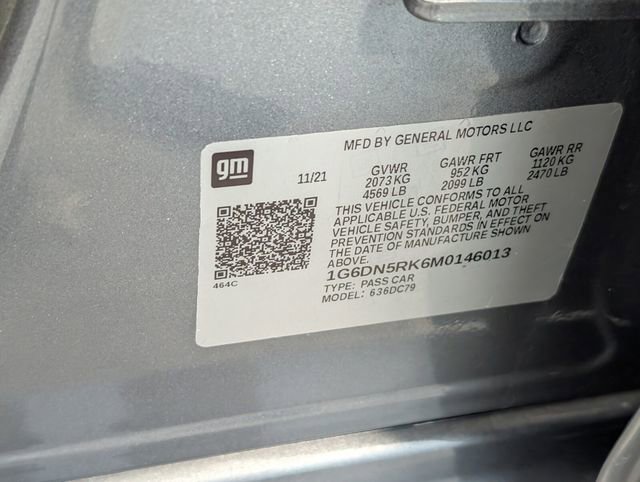 MFD BY GENERAL MOTORS LLC
gm
11/21
GVWR GAWR FRT GAWR RR
2073 KG 952 KG 1120 KG
4569 LB 2099 LB 2470 LB
THIS VEHICLE CONFORMS TO ALL
APPLICABLE U.S. FEDERAL MOTOR
VEHICLE SAFETY, BUMPER, AND THEFT
PREVENTION STANDARDS IN EFFECT ON
THE DATE OF MANUFACTURE SHOWN
ABOVE.
1G6DN5RK6M0146013
TYPE: PASS CAR
MODEL: 636DC79
464C